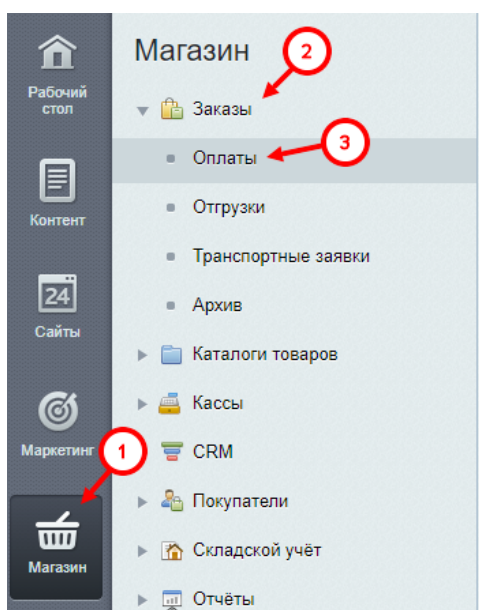 Рабочий
стол
Контент
24
Сайты
Маркетинг
1
Магазин
Магазин
2
Заказы
Оплаты
3
Отгрузки
Транспортные заявки
Архив
Каталоги товаров
Кассы
CRM
Покупатели
Складской учёт
Отчёты